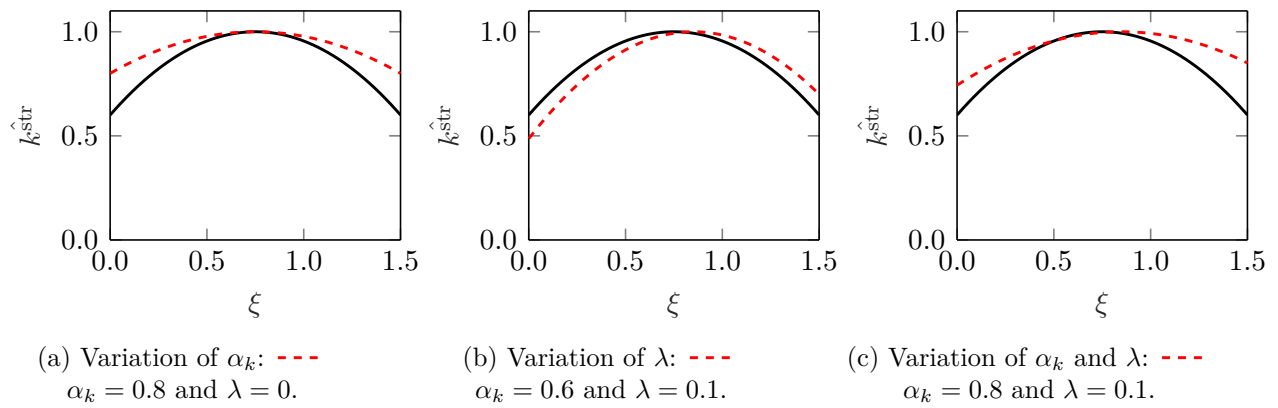 1.0
0.5
0.0
0.0 0.5 1.0 1.5
k̂^str
ξ
(a) Variation of α_k:
α_k = 0.8 and λ = 0.
1.0
0.5
0.0
0.0 0.5 1.0 1.5
k̂^str
ξ
(b) Variation of λ:
α_k = 0.6 and λ = 0.1.
1.0
0.5
0.0
0.0 0.5 1.0 1.5
k̂^str
ξ
(c) Variation of α_k and λ:
α_k = 0.8 and λ = 0.1.